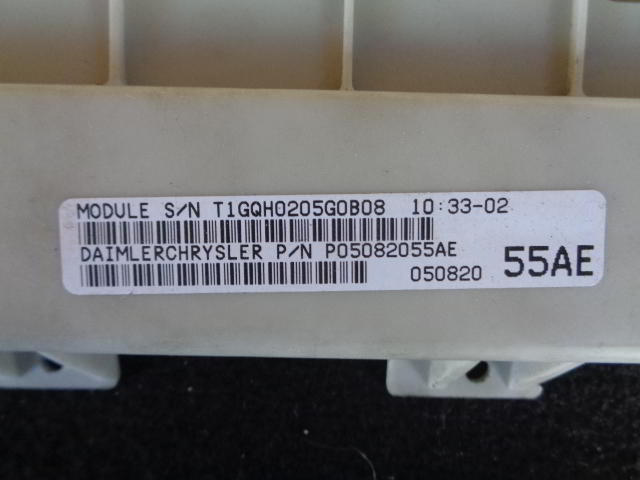 MODULE S/N T1GQH0205G0B08 10:33-02
DAIMLERCHRYSLER P/N P05082055AE
050820 55AE